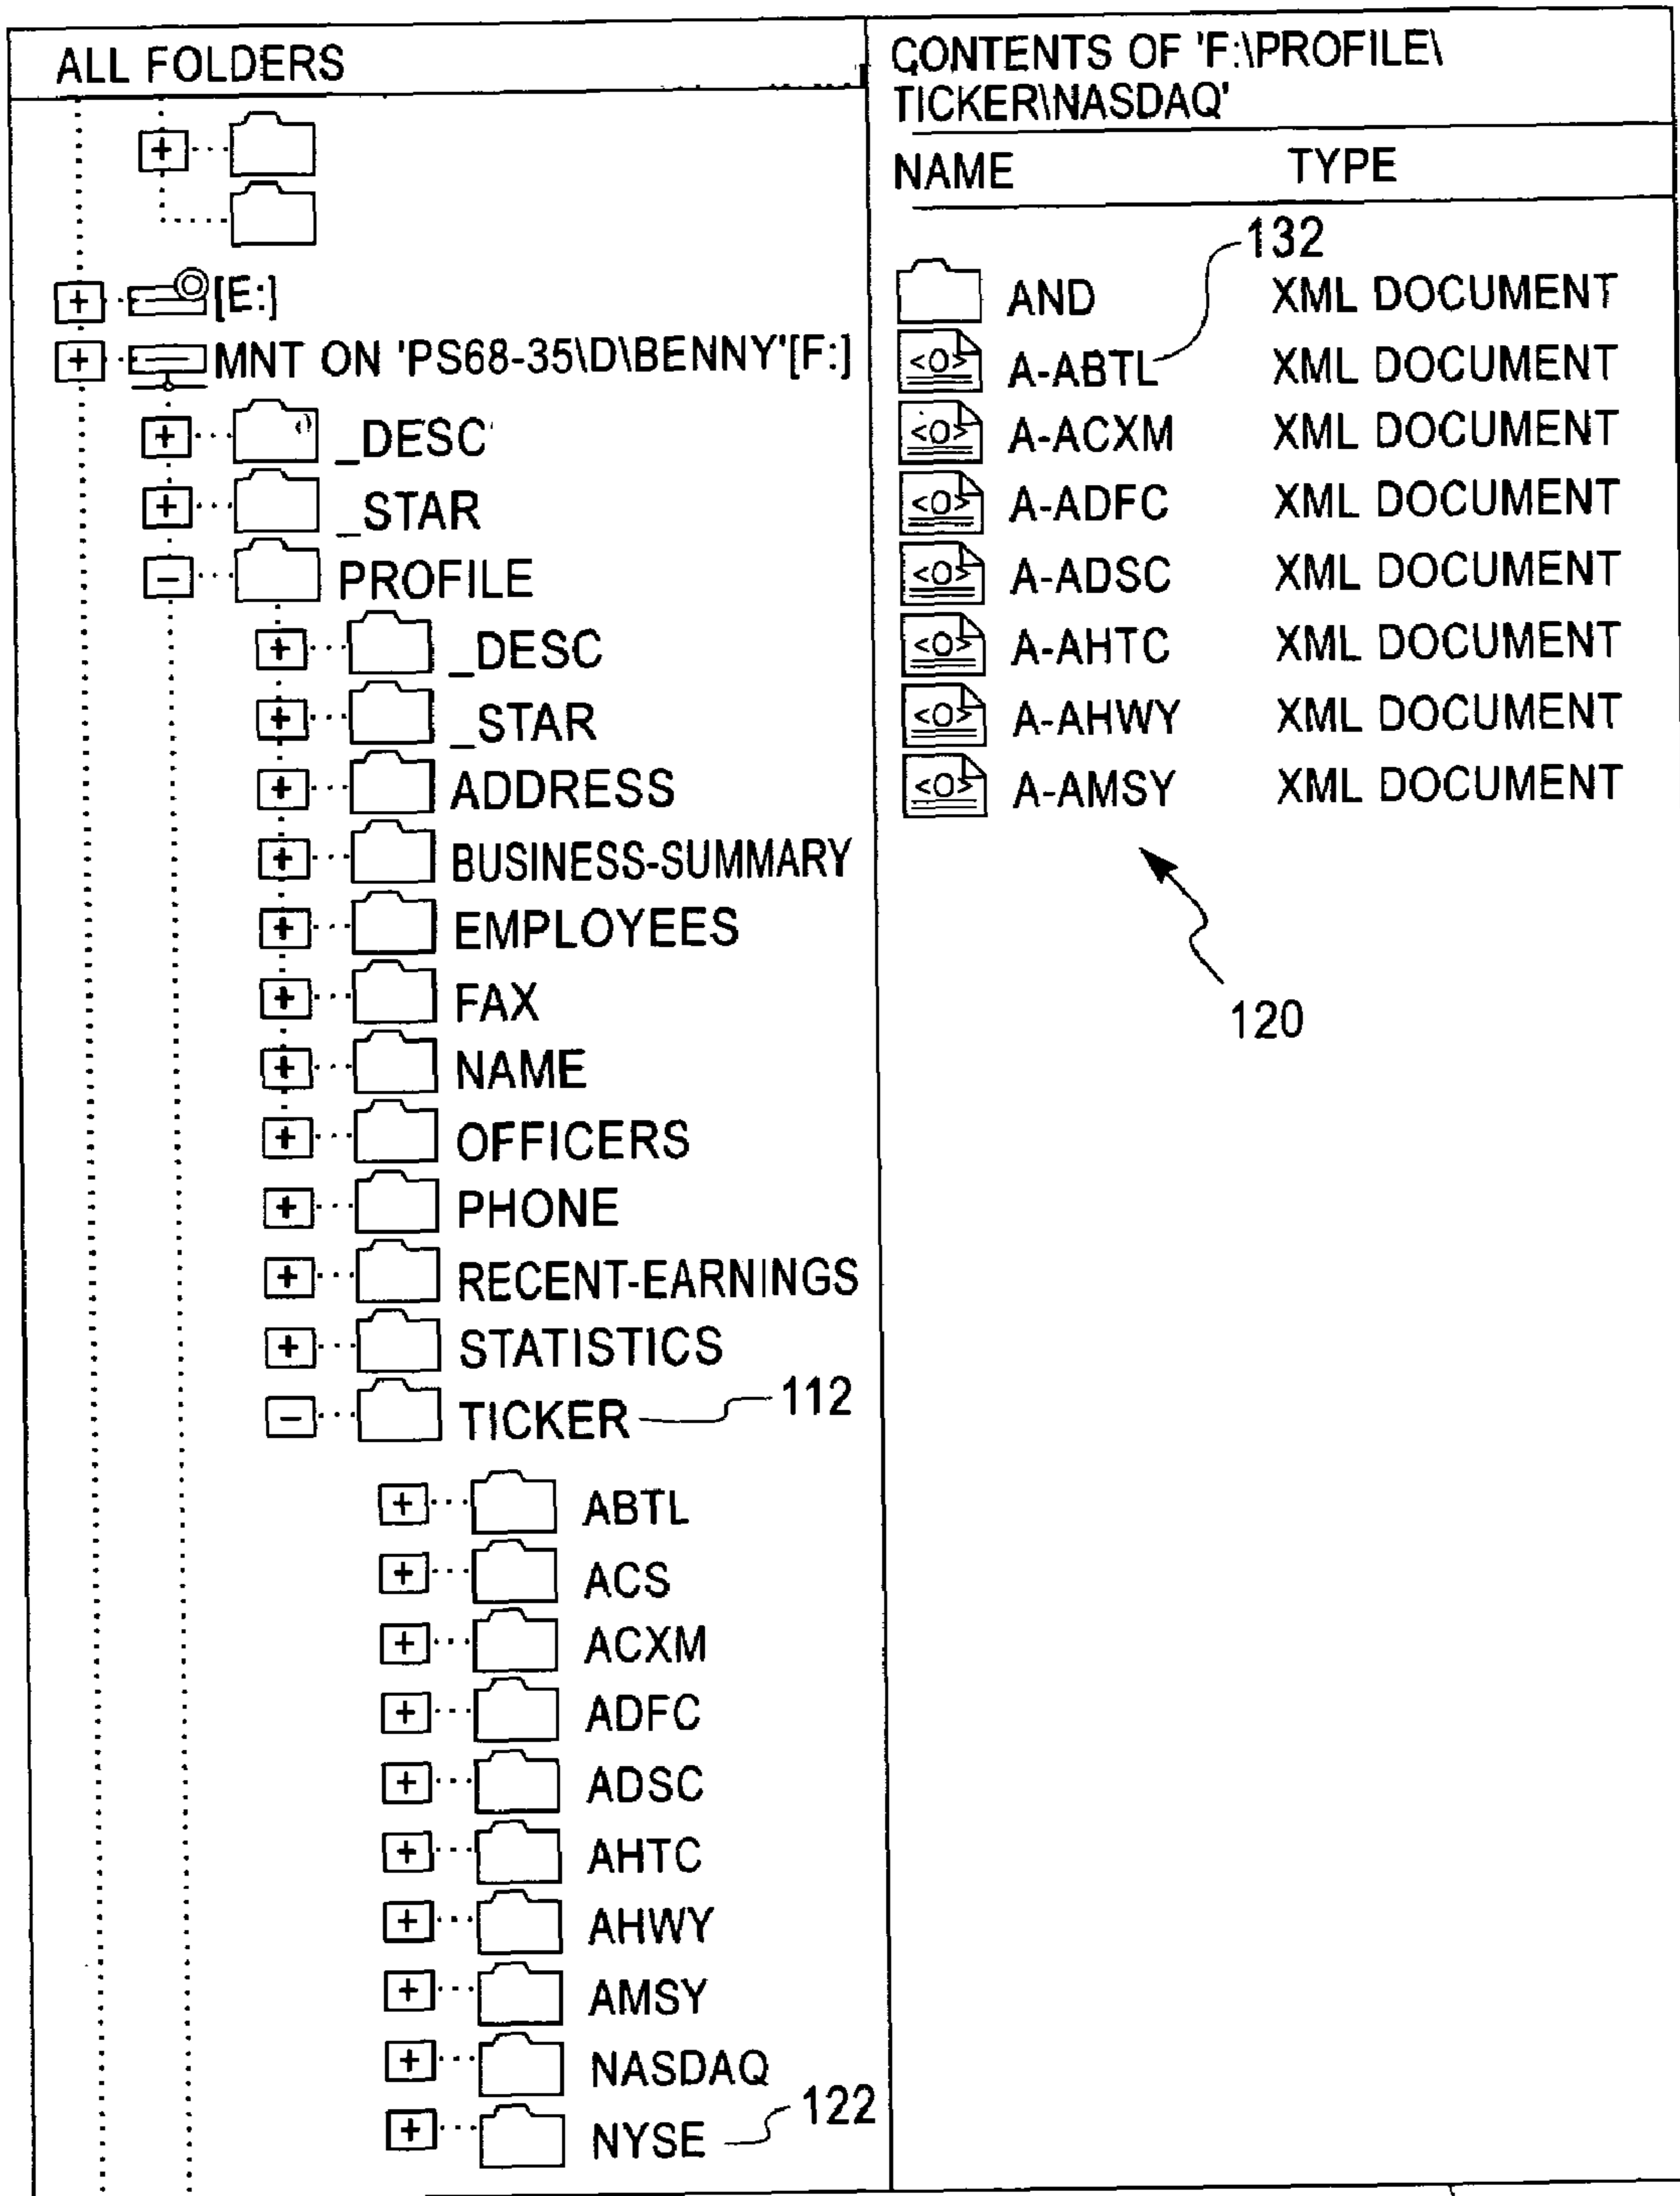 ALL FOLDERS
[E:]
MNT ON 'PS68-35\D\BENNY'[F:]
_DESC
_STAR
PROFILE
_DESC
_STAR
ADDRESS
BUSINESS-SUMMARY
EMPLOYEES
FAX
NAME
OFFICERS
PHONE
RECENT-EARNINGS
STATISTICS
TICKER 112
ABTL
ACS
ACXM
ADFC
ADSC
AHTC
AHWY
AMSY
NASDAQ
NYSE 122
CONTENTS OF 'F:\PROFILE\
TICKER\NASDAQ'
NAME TYPE
132
AND XML DOCUMENT
<O> A-ABTL XML DOCUMENT
<O> A-ACXM XML DOCUMENT
<O> A-ADFC XML DOCUMENT
<O> A-ADSC XML DOCUMENT
<O> A-AHTC XML DOCUMENT
<O> A-AHWY XML DOCUMENT
<O> A-AMSY XML DOCUMENT
120